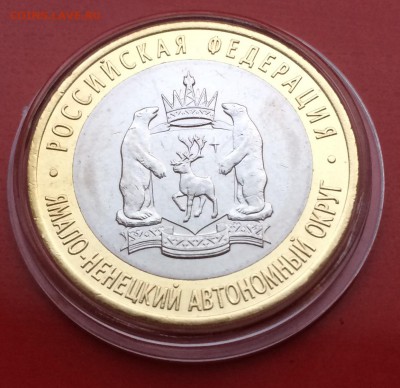 РОССИЙСКАЯ ФЕДЕРАЦИЯ
ЯМАЛО-НЕНЕЦКИЙ АВТОНОМНЫЙ ОКРУГ